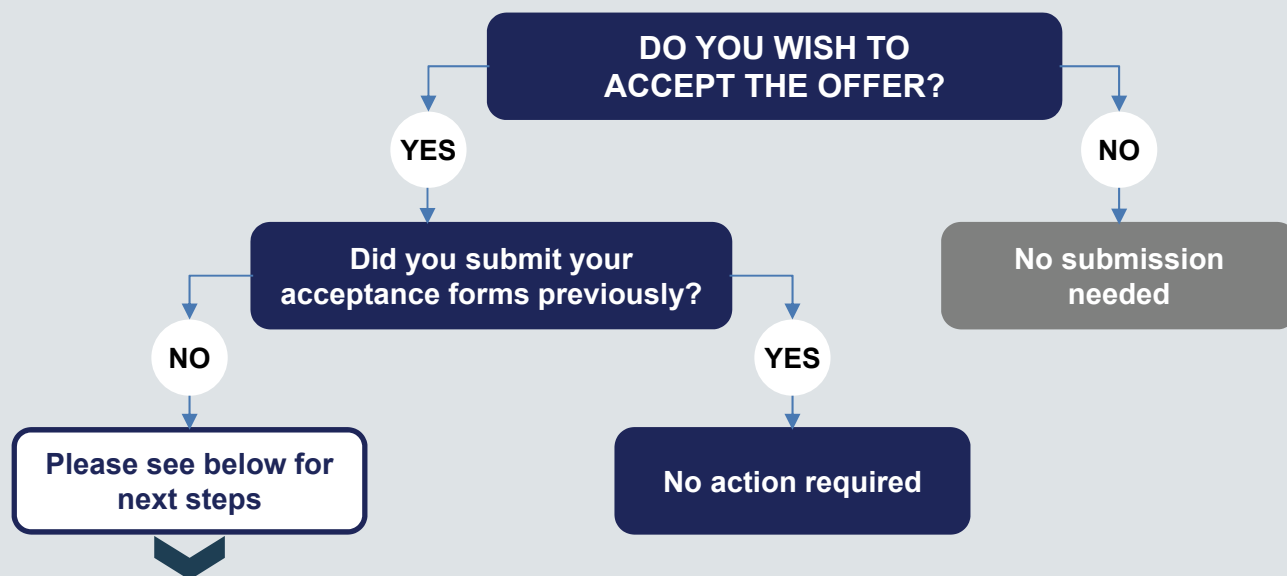 DO YOU WISH TO
ACCEPT THE OFFER?
YES
NO
Did you submit your
acceptance forms previously?
No submission
needed
NO
YES
Please see below for
next steps
No action required